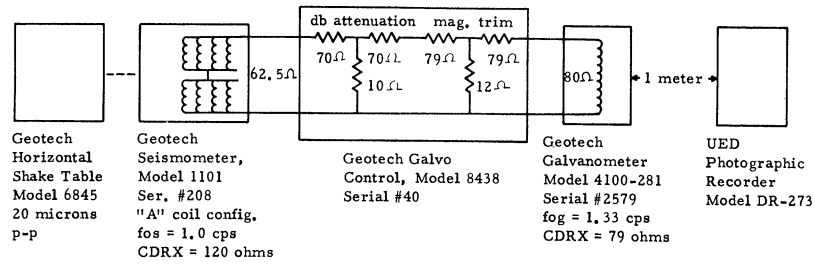 db attenuation mag. trim
70Ω 70Ω 79Ω 79Ω
62.5Ω 10Ω 12Ω 80Ω 1 meter
Geotech
Horizontal
Shake Table
Model 6845
20 microns
p-p
Geotech
Seismometer,
Model 1101
Ser. #208
"A" coil config.
fos = 1.0 cps
CDRX = 120 ohms
Geotech Galvo
Control, Model 8438
Serial #40
Geotech
Galvanometer
Model 4100-281
Serial #2579
fog = 1.33 cps
CDRX = 79 ohms
UED
Photographic
Recorder
Model DR-273